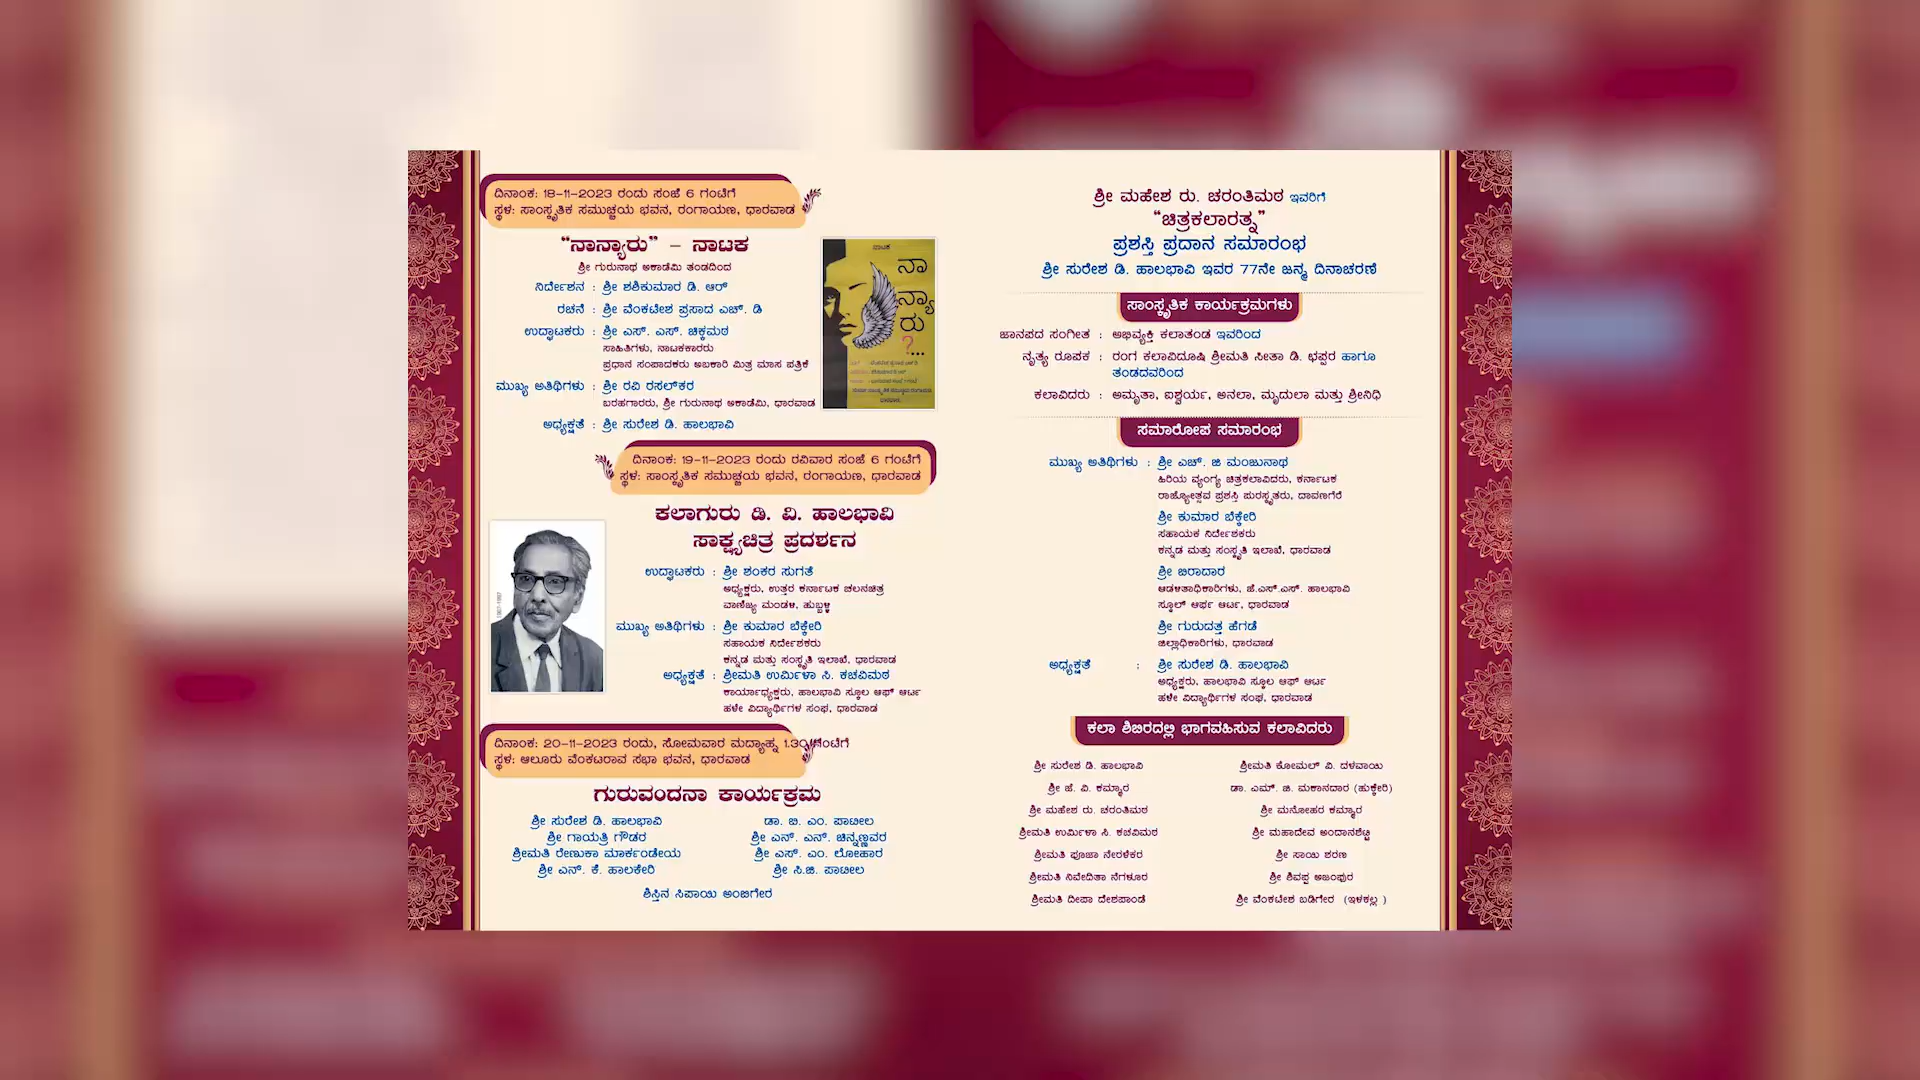 ದಿನಾಂಕ: 18-11-2023 ರಂದು ಸಂಜೆ 6 ಗಂಟೆಗೆ
ಸ್ಥಳ: ಸಾಂಸ್ಕೃತಿಕ ಸಮುಚ್ಚಯ ಭವನ, ರಂಗಾಯಣ, ಧಾರವಾಡ
“ನಾನ್ಯಾರು” – ನಾಟಕ
ಶ್ರೀ ಗುರುನಾಥ ಅಕಾಡೆಮಿ ತಂಡದಿಂದ
ನಿರ್ದೇಶನ : ಶ್ರೀ ಶಶಿಕುಮಾರ ಡಿ. ಆರ್
ರಚನೆ : ಶ್ರೀ ವೆಂಕಟೇಶ ಪ್ರಸಾದ ಎಚ್. ಡಿ
ಉದ್ಘಾಟಕರು : ಶ್ರೀ ಎಸ್. ಎಸ್. ಚಿಕ್ಕಮಠ
ಸಾಹಿತಿಗಳು, ನಾಟಕಕಾರರು
ಪ್ರಧಾನ ಸಂಪಾದಕರು ಅಬಕಾರಿ ಮಿತ್ರ ಮಾಸ ಪತ್ರಿಕೆ
ಮುಖ್ಯ ಅತಿಥಿಗಳು : ಶ್ರೀ ರವಿ ರಸಲ್‌ಕರ
ಬರಹಗಾರರು, ಶ್ರೀ ಗುರುನಾಥ ಅಕಾಡೆಮಿ, ಧಾರವಾಡ
ಅಧ್ಯಕ್ಷತೆ : ಶ್ರೀ ಸುರೇಶ ಡಿ. ಹಾಲಭಾವಿ
ನಾಟಕ
ನಾ
ನ್ಯಾ
ರು
?...
ದಿನಾಂಕ: 19-11-2023 ರಂದು ರವಿವಾರ ಸಂಜೆ 6 ಗಂಟೆಗೆ
ಸ್ಥಳ: ಸಾಂಸ್ಕೃತಿಕ ಸಮುಚ್ಚಯ ಭವನ, ರಂಗಾಯಣ, ಧಾರವಾಡ
ಕಲಾಗುರು ಡಿ. ವಿ. ಹಾಲಭಾವಿ
ಸಾಕ್ಷ್ಯಚಿತ್ರ ಪ್ರದರ್ಶನ
ಉದ್ಘಾಟಕರು : ಶ್ರೀ ಶಂಕರ ಸುಗತೆ
ಅಧ್ಯಕ್ಷರು, ಉತ್ತರ ಕರ್ನಾಟಕ ಚಲನಚಿತ್ರ
ವಾಣಿಜ್ಯ ಮಂಡಳಿ, ಹುಬ್ಬಳ್ಳಿ
ಮುಖ್ಯ ಅತಿಥಿಗಳು : ಶ್ರೀ ಕುಮಾರ ಬೆಕ್ಕೇರಿ
ಸಹಾಯಕ ನಿರ್ದೇಶಕರು
ಕನ್ನಡ ಮತ್ತು ಸಂಸ್ಕೃತಿ ಇಲಾಖೆ, ಧಾರವಾಡ
ಅಧ್ಯಕ್ಷತೆ : ಶ್ರೀಮತಿ ಉರ್ಮಿಳಾ ಸಿ. ಕಚವಿಮಠ
ಕಾರ್ಯಾಧ್ಯಕ್ಷರು, ಹಾಲಭಾವಿ ಸ್ಕೂಲ ಆಫ್ ಆರ್ಟ
ಹಳೇ ವಿದ್ಯಾರ್ಥಿಗಳ ಸಂಘ, ಧಾರವಾಡ
ದಿನಾಂಕ: 20-11-2023 ರಂದು, ಸೋಮವಾರ ಮದ್ಯಾಹ್ನ 1.30 ಗಂಟೆಗೆ
ಸ್ಥಳ: ಆಲೂರು ವೆಂಕಟರಾವ ಸಭಾ ಭವನ, ಧಾರವಾಡ
ಗುರುವಂದನಾ ಕಾರ್ಯಕ್ರಮ
ಶ್ರೀ ಸುರೇಶ ಡಿ. ಹಾಲಭಾವಿ ಡಾ. ಬಿ. ಎಂ. ಪಾಟೀಲ
ಶ್ರೀ ಗಾಯತ್ರಿ ಗೌಡರ ಶ್ರೀ ಎನ್. ಎನ್. ಚಿನ್ನಣ್ಣವರ
ಶ್ರೀಮತಿ ರೇಣುಕಾ ಮಾರ್ಕಂಡೇಯ ಶ್ರೀ ಎಸ್. ಎಂ. ಲೋಹಾರ
ಶ್ರೀ ಎನ್. ಕೆ. ಹಾಲಕೇರಿ ಶ್ರೀ ಸಿ.ಬಿ. ಪಾಟೀಲ
ಶಿಸ್ತಿನ ಸಿಪಾಯಿ ಅಂಬಿಗೇರ
ಶ್ರೀ ಮಹೇಶ ರು. ಚರಂತಿಮಠ ಇವರಿಗೆ
“ಚಿತ್ರಕಲಾರತ್ನ”
ಪ್ರಶಸ್ತಿ ಪ್ರದಾನ ಸಮಾರಂಭ
ಶ್ರೀ ಸುರೇಶ ಡಿ. ಹಾಲಭಾವಿ ಇವರ 77ನೇ ಜನ್ಮ ದಿನಾಚರಣೆ
ಸಾಂಸ್ಕೃತಿಕ ಕಾರ್ಯಕ್ರಮಗಳು
ಜಾನಪದ ಸಂಗೀತ : ಅಭಿವ್ಯಕ್ತಿ ಕಲಾತಂಡ ಇವರಿಂದ
ನೃತ್ಯ ರೂಪಕ : ರಂಗ ಕಲಾವಿದೂಷಿ ಶ್ರೀಮತಿ ಸೀತಾ ಡಿ. ಛಪ್ಪರ ಹಾಗೂ
ತಂಡದವರಿಂದ
ಕಲಾವಿದರು : ಅಮೃತಾ, ಐಶ್ವರ್ಯ, ಅನಲಾ, ಮೃದುಲಾ ಮತ್ತು ಶ್ರೀನಿಧಿ
ಸಮಾರೋಪ ಸಮಾರಂಭ
ಮುಖ್ಯ ಅತಿಥಿಗಳು : ಶ್ರೀ ಎಚ್. ಜಿ ಮಂಜುನಾಥ
ಹಿರಿಯ ವ್ಯಂಗ್ಯ ಚಿತ್ರಕಲಾವಿದರು, ಕರ್ನಾಟಕ
ರಾಜ್ಯೋತ್ಸವ ಪ್ರಶಸ್ತಿ ಪುರಸ್ಕೃತರು, ದಾವಣಗೆರೆ
ಶ್ರೀ ಕುಮಾರ ಬೆಕ್ಕೇರಿ
ಸಹಾಯಕ ನಿರ್ದೇಶಕರು
ಕನ್ನಡ ಮತ್ತು ಸಂಸ್ಕೃತಿ ಇಲಾಖೆ, ಧಾರವಾಡ
ಶ್ರೀ ಬಿರಾದಾರ
ಆಡಳಿತಾಧಿಕಾರಿಗಳು, ಜೆ.ಎಸ್.ಎಸ್. ಹಾಲಭಾವಿ
ಸ್ಕೂಲ್ ಆರ್ಫ ಆರ್ಟ, ಧಾರವಾಡ
ಶ್ರೀ ಗುರುದತ್ತ ಹೆಗಡೆ
ಜಿಲ್ಲಾಧಿಕಾರಿಗಳು, ಧಾರವಾಡ
ಅಧ್ಯಕ್ಷತೆ : ಶ್ರೀ ಸುರೇಶ ಡಿ. ಹಾಲಭಾವಿ
ಅಧ್ಯಕ್ಷರು, ಹಾಲಭಾವಿ ಸ್ಕೂಲ ಆಫ್ ಆರ್ಟ
ಹಳೇ ವಿದ್ಯಾರ್ಥಿಗಳ ಸಂಘ, ಧಾರವಾಡ
ಕಲಾ ಶಿಬಿರದಲ್ಲಿ ಭಾಗವಹಿಸುವ ಕಲಾವಿದರು
ಶ್ರೀ ಸುರೇಶ ಡಿ. ಹಾಲಭಾವಿ ಶ್ರೀಮತಿ ಕೋಮಲ್ ವಿ. ದಳವಾಯಿ
ಶ್ರೀ ಜೆ. ವಿ. ಕಮ್ಮಾರ ಡಾ. ಎಮ್. ಬಿ. ಮಕಾನದಾರ (ಹುಕ್ಕೇರಿ)
ಶ್ರೀ ಮಹೇಶ ರು. ಚರಂತಿಮಠ ಶ್ರೀ ಮನೋಹರ ಕಮ್ಮಾರ
ಶ್ರೀಮತಿ ಉರ್ಮಿಳಾ ಸಿ. ಕಚವಿಮಠ ಶ್ರೀ ಮಹಾದೇವ ಅಂದಾನಶೆಟ್ಟಿ
ಶ್ರೀಮತಿ ಪೂಜಾ ನೇರಳೆಕರ ಶ್ರೀ ಸಾಯಿ ಶರಣ
ಶ್ರೀಮತಿ ನಿವೇದಿತಾ ನೆಗಳೂರ ಶ್ರೀ ಶಿವಪ್ಪ ಅಜಂಪುರ
ಶ್ರೀಮತಿ ದೀಪಾ ದೇಶಪಾಂಡೆ ಶ್ರೀ ವೆಂಕಟೇಶ ಬಡಿಗೇರ (ಇಳಕಲ್ಲ)